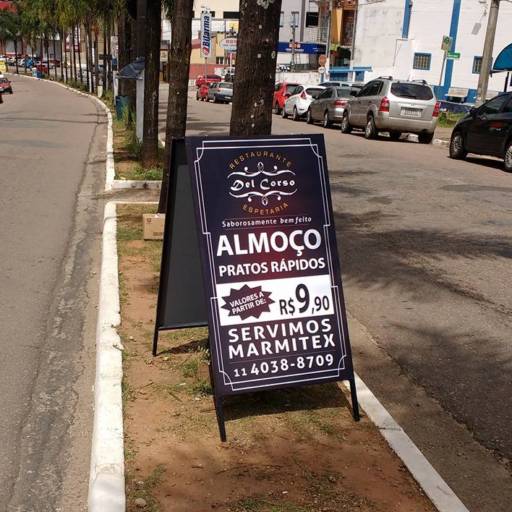 RESTAURANTE
Del Corso
ESPETARIA
Saborosamente bem feito
ALMOÇO
PRATOS RÁPIDOS
VALORES A
PARTIR DE:
R$9,90
SERVIMOS
MARMITEX
11 4038-8709
Bitarma